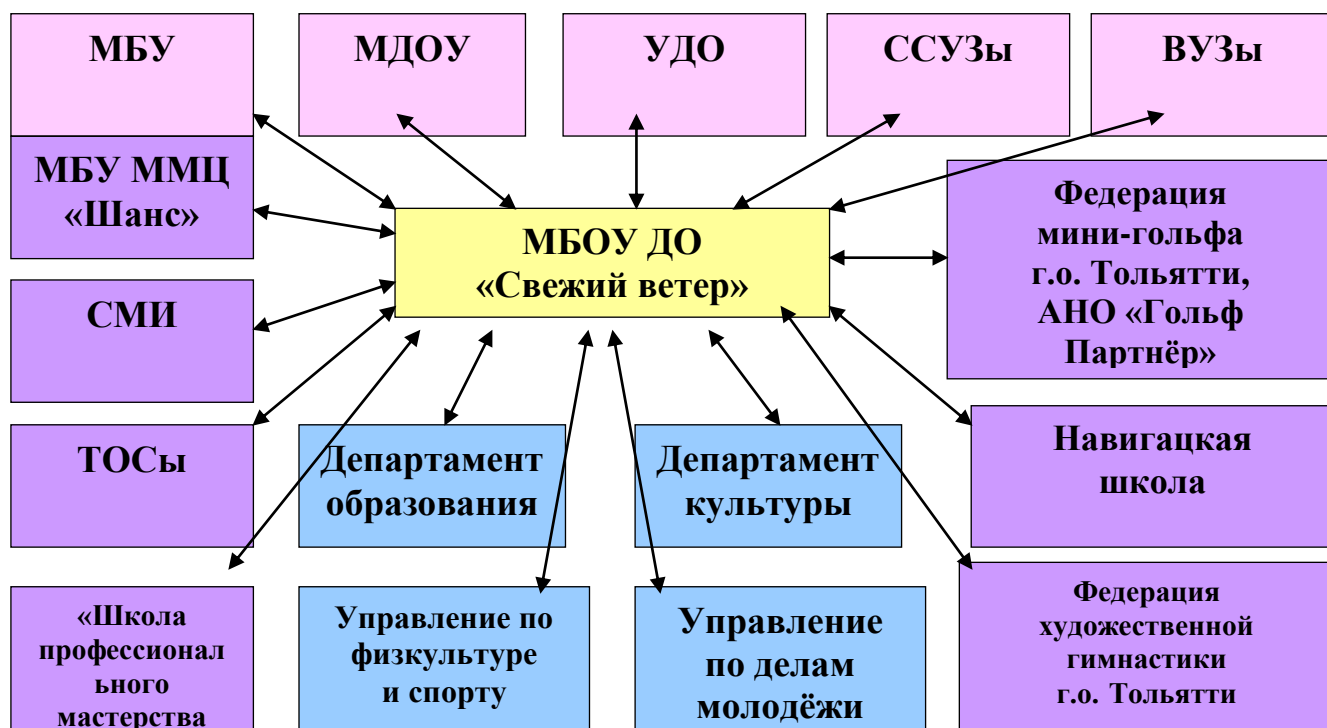 МБУ
МДОУ
УДО
ССУЗы
ВУЗы
МБУ ММЦ
«Шанс»
МБОУ ДО
«Свежий ветер»
Федерация
мини-гольфа
г.о. Тольятти,
АНО «Гольф
Партнёр»
СМИ
ТОСы
Департамент
образования
Департамент
культуры
Навигацкая
школа
«Школа
профессионал
ьного
мастерства
Управление по
физкультуре
и спорту
Управление
по делам
молодёжи
Федерация
художественной
гимнастики
г.о. Тольятти